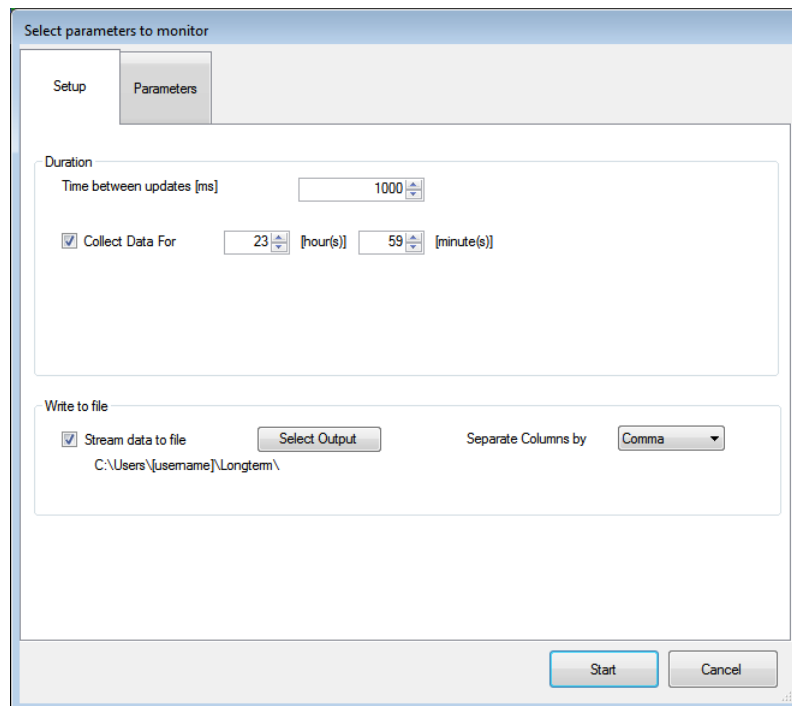 Select parameters to monitor
Setup
Parameters
Duration
Time between updates [ms]
1000
Collect Data For
23
[hour(s)]
59
[minute(s)]
Write to file
Stream data to file
Select Output
Separate Columns by
Comma
C:\Users\[username]\Longterm\
Start
Cancel